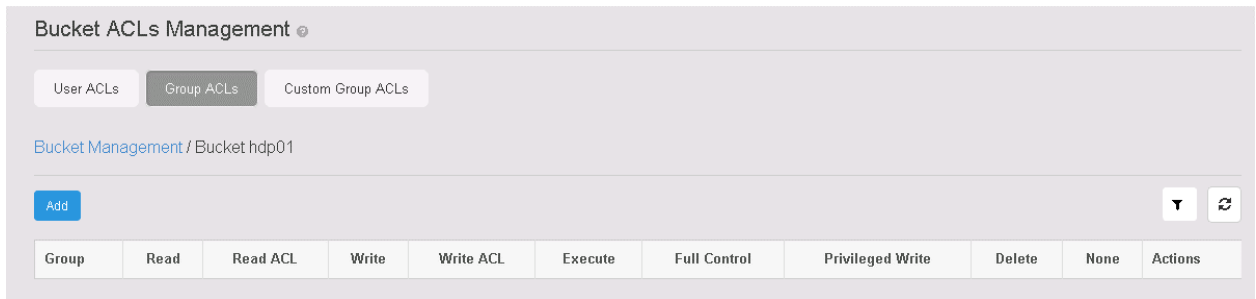 Bucket ACLs Management
User ACLs Group ACLs Custom Group ACLs
Bucket Management / Bucket hdp01
Add
Group Read Read ACL Write Write ACL Execute Full Control Privileged Write Delete None Actions